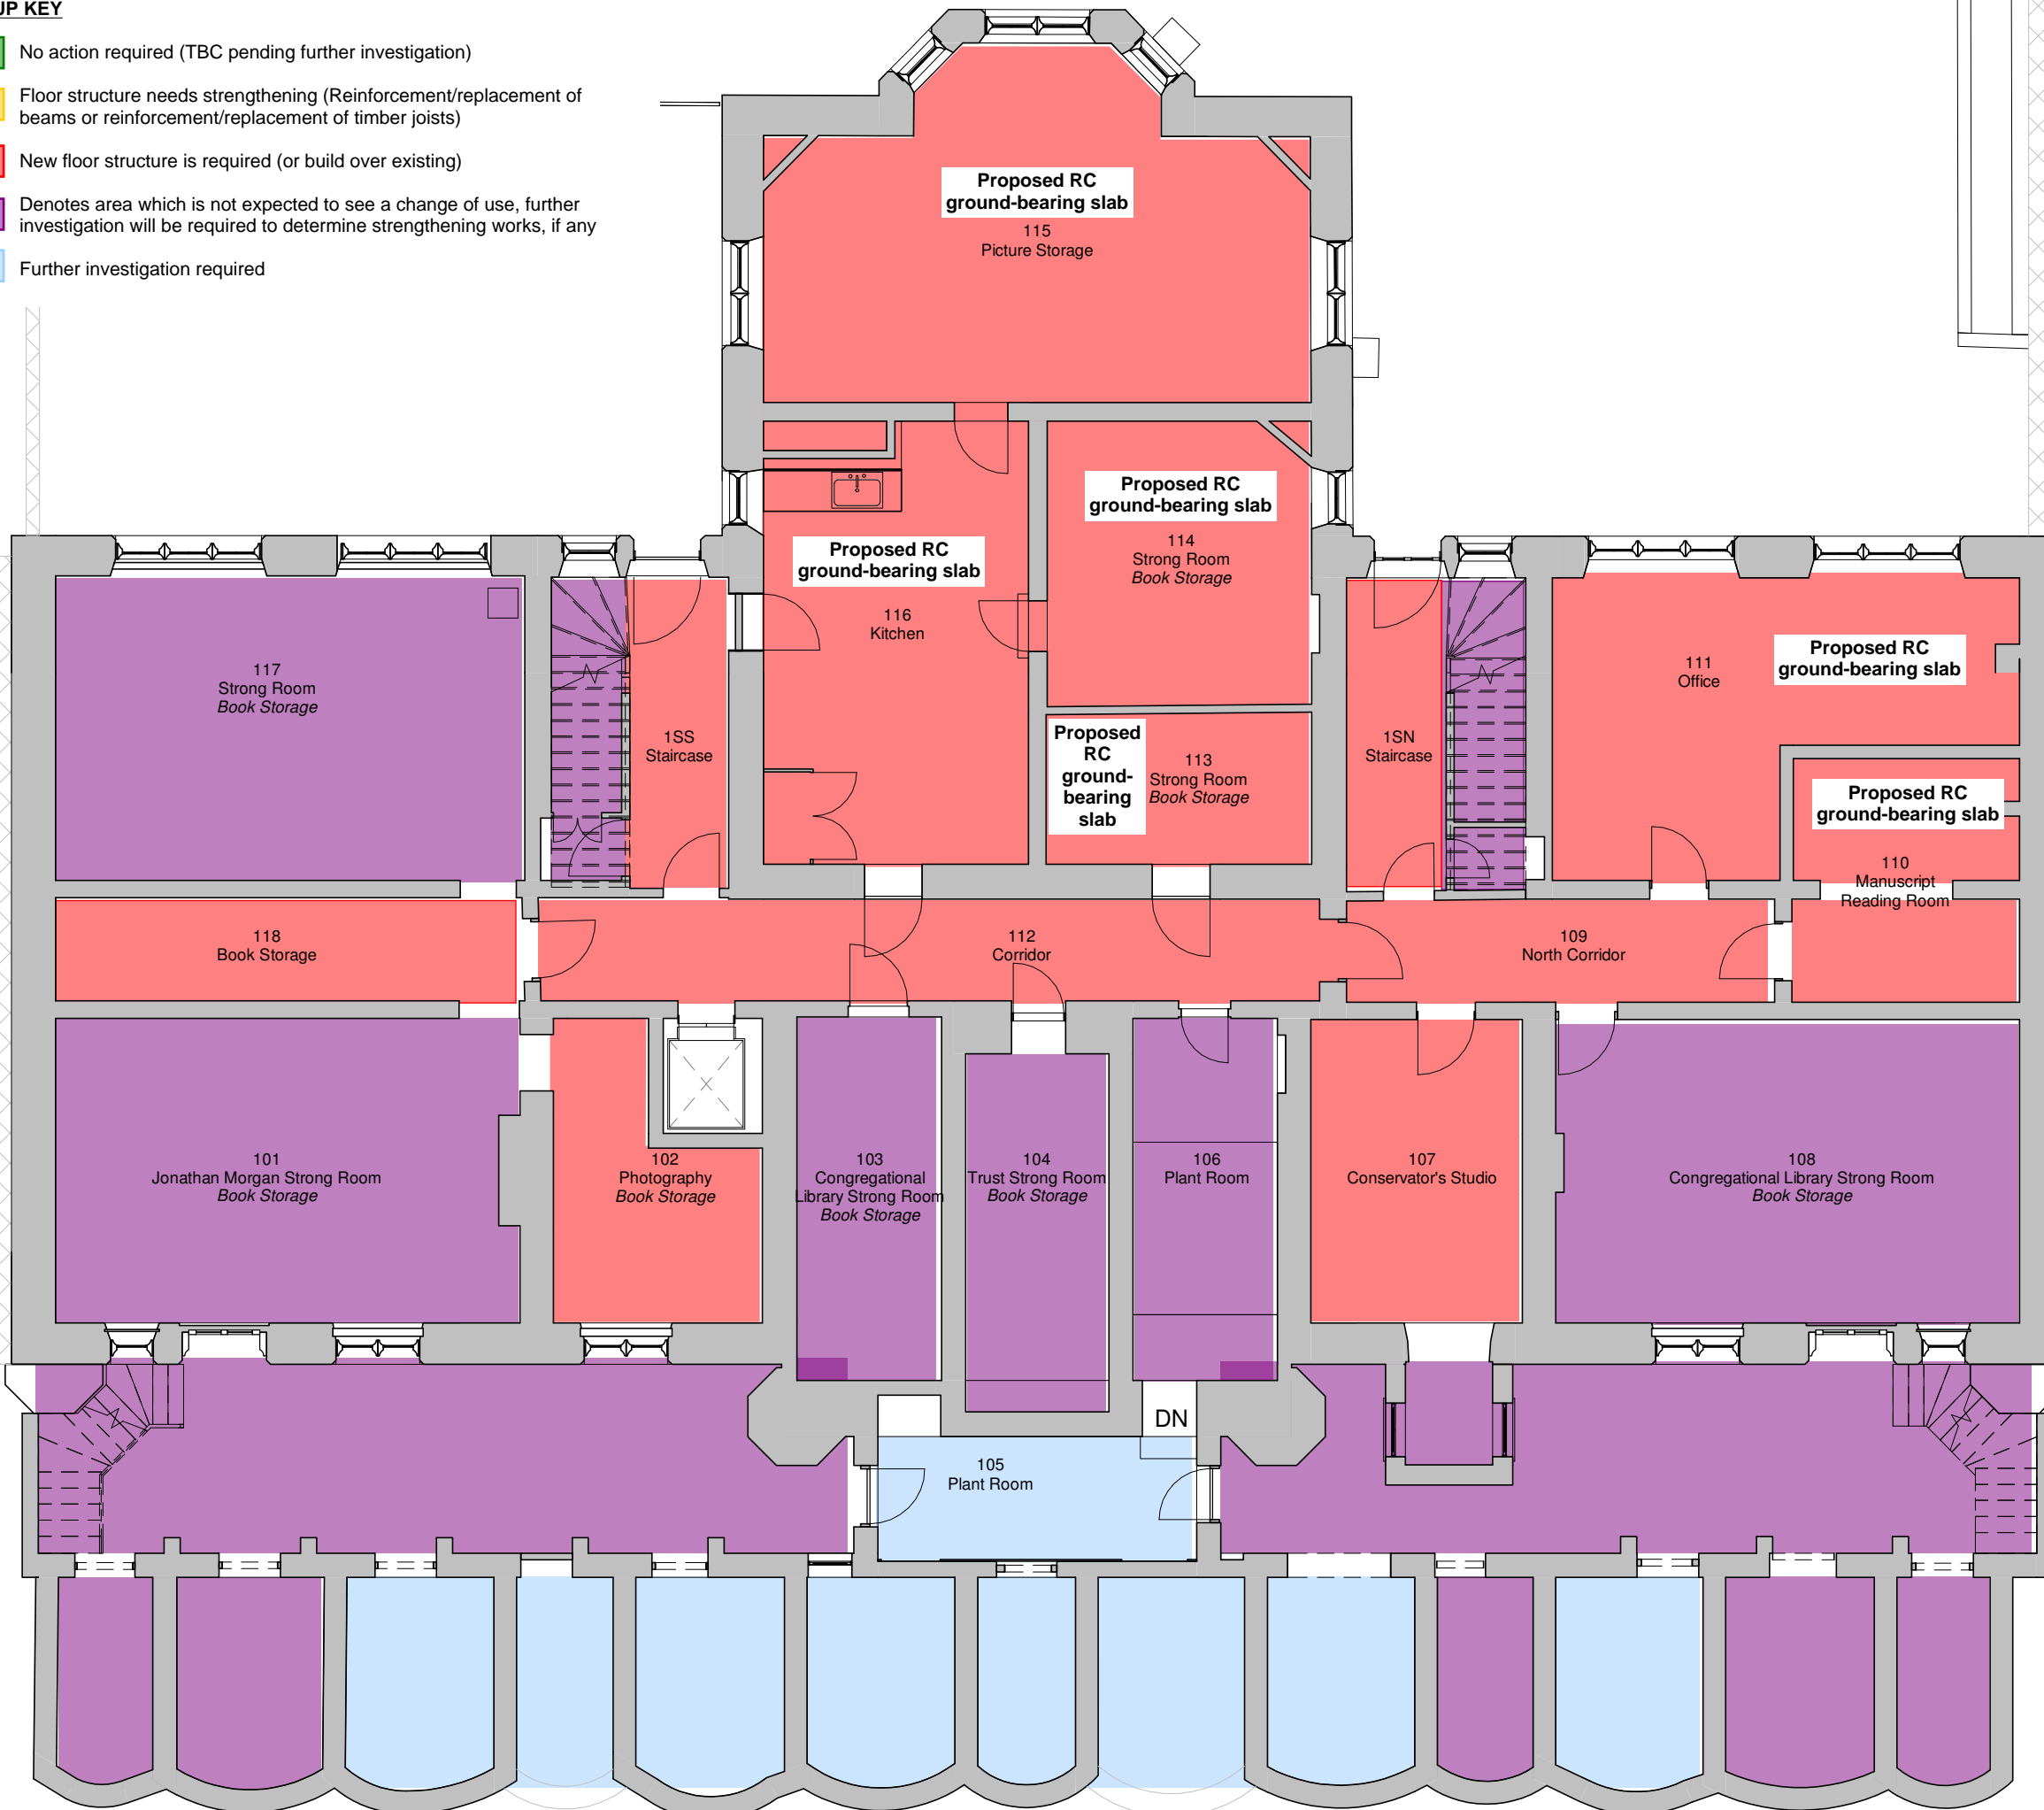 UP KEY
No action required (TBC pending further investigation)
Floor structure needs strengthening (Reinforcement/replacement of
beams or reinforcement/replacement of timber joists)
New floor structure is required (or build over existing)
Denotes area which is not expected to see a change of use, further
investigation will be required to determine strengthening works, if any
Further investigation required
Proposed RC
ground-bearing slab
115
Picture Storage
Proposed RC
ground-bearing slab
114
Strong Room
Book Storage
Proposed RC
ground-bearing slab
116
Kitchen
117
Strong Room
Book Storage
1SS
Staircase
Proposed
RC
ground-
bearing
slab
113
Strong Room
Book Storage
1SN
Staircase
111
Office
Proposed RC
ground-bearing slab
Proposed RC
ground-bearing slab
110
Manuscript
Reading Room
118
Book Storage
112
Corridor
109
North Corridor
101
Jonathan Morgan Strong Room
Book Storage
102
Photography
Book Storage
103
Congregational
Library Strong Room
Book Storage
104
Trust Strong Room
Book Storage
106
Plant Room
107
Conservator's Studio
108
Congregational Library Strong Room
Book Storage
DN
105
Plant Room